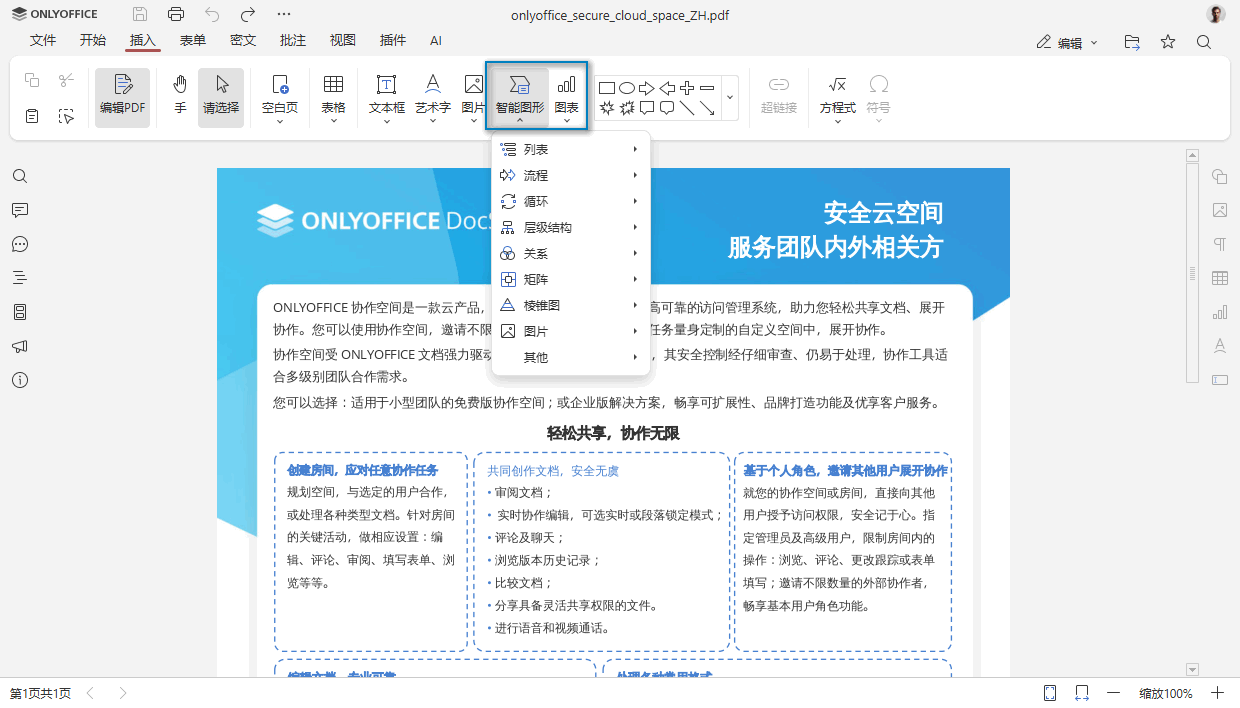 ONLYOFFICE
onlyoffice_secure_cloud_space_ZH.pdf
文件 开始 插入 表单 密文 批注 视图 插件 AI
编辑
编辑PDF 手 请选择 空白页 表格 文本框 艺术字 图片 智能图形 图表 超链接 方程式 符号
列表
流程
循环
层级结构
关系
矩阵
棱锥图
图片
其他
ONLYOFFICE Doc
安全云空间
服务团队内外相关方
ONLYOFFICE 协作空间是一款云产品, 高可靠的访问管理系统，助力您轻松共享文档、展开
协作。您可以使用协作空间，邀请不限 任务量身定制的自定义空间中，展开协作。
协作空间受 ONLYOFFICE 文档强力驱动 ，其安全控制经仔细审查、仍易于处理，协作工具适
合多级别团队合作需求。
您可以选择：适用于小型团队的免费版协作空间；或企业版解决方案，畅享可扩展性、品牌打造功能及优享客户服务。
轻松共享，协作无限
创建房间，应对任意协作任务
规划空间，与选定的用户合作，
或处理各种类型文档。针对房间
的关键活动，做相应设置：编
辑、评论、审阅、填写表单、浏
览等等。
共同创作文档，安全无虞
• 审阅文档；
• 实时协作编辑，可选实时或段落锁定模式；
• 评论及聊天；
• 浏览版本历史记录；
• 比较文档；
• 分享具备灵活共享权限的文件。
• 进行语音和视频通话。
基于个人角色，邀请其他用户展开协作
就您的协作空间或房间，直接向其他
用户授予访问权限，安全记于心。指
定管理员及高级用户，限制房间内的
操作：浏览、评论、更改跟踪或表单
填写；邀请不限数量的外部协作者，
畅享基本用户角色功能。
编辑文档，专业可靠
处理各种常用格式
第1页共1页
缩放100%